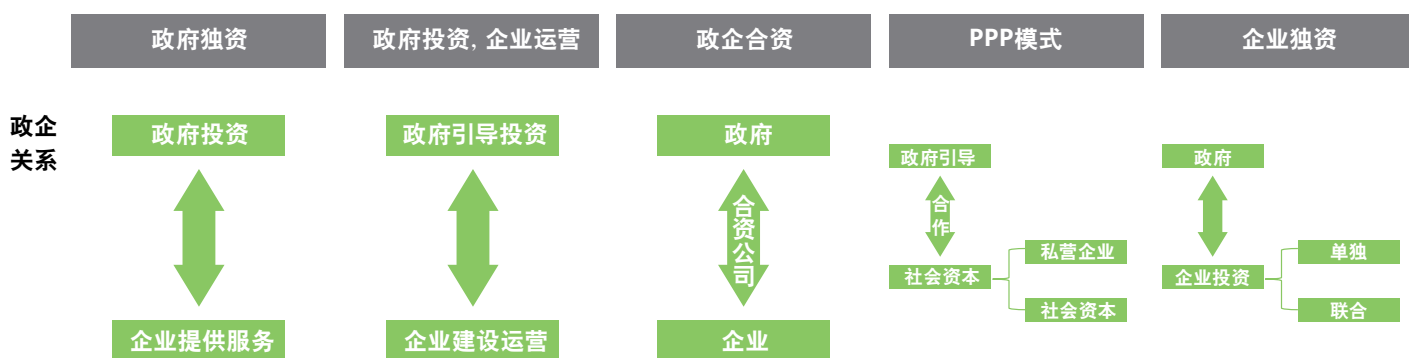 政府独资
政府投资, 企业运营
政企合资
PPP模式
企业独资
政企
关系
政府投资
企业提供服务
政府引导投资
企业建设运营
政府
合资公司
企业
政府引导
合作
社会资本
私营企业
社会资本
政府
企业投资
单独
联合